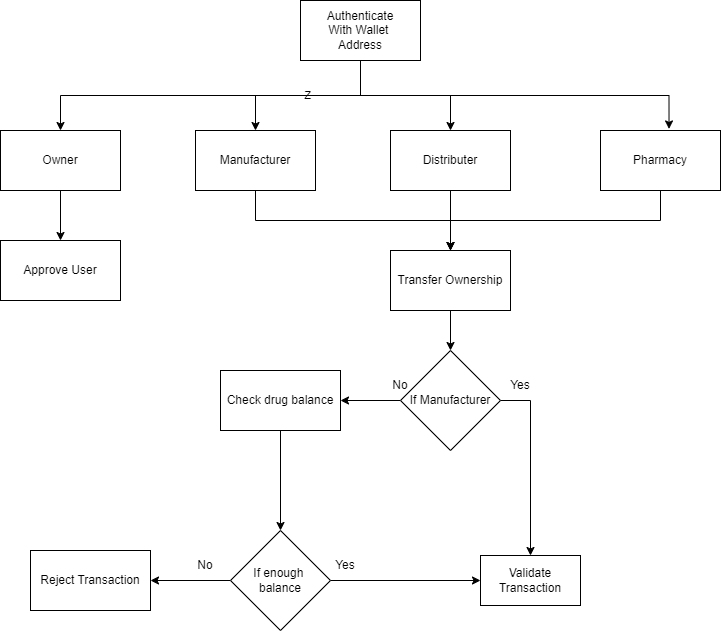 Authenticate
With Wallet
Address
Z
Owner
Manufacturer
Distributer
Pharmacy
Approve User
Transfer Ownership
No
Yes
Check drug balance
If Manufacturer
No
Yes
Reject Transaction
If enough
balance
Validate
Transaction